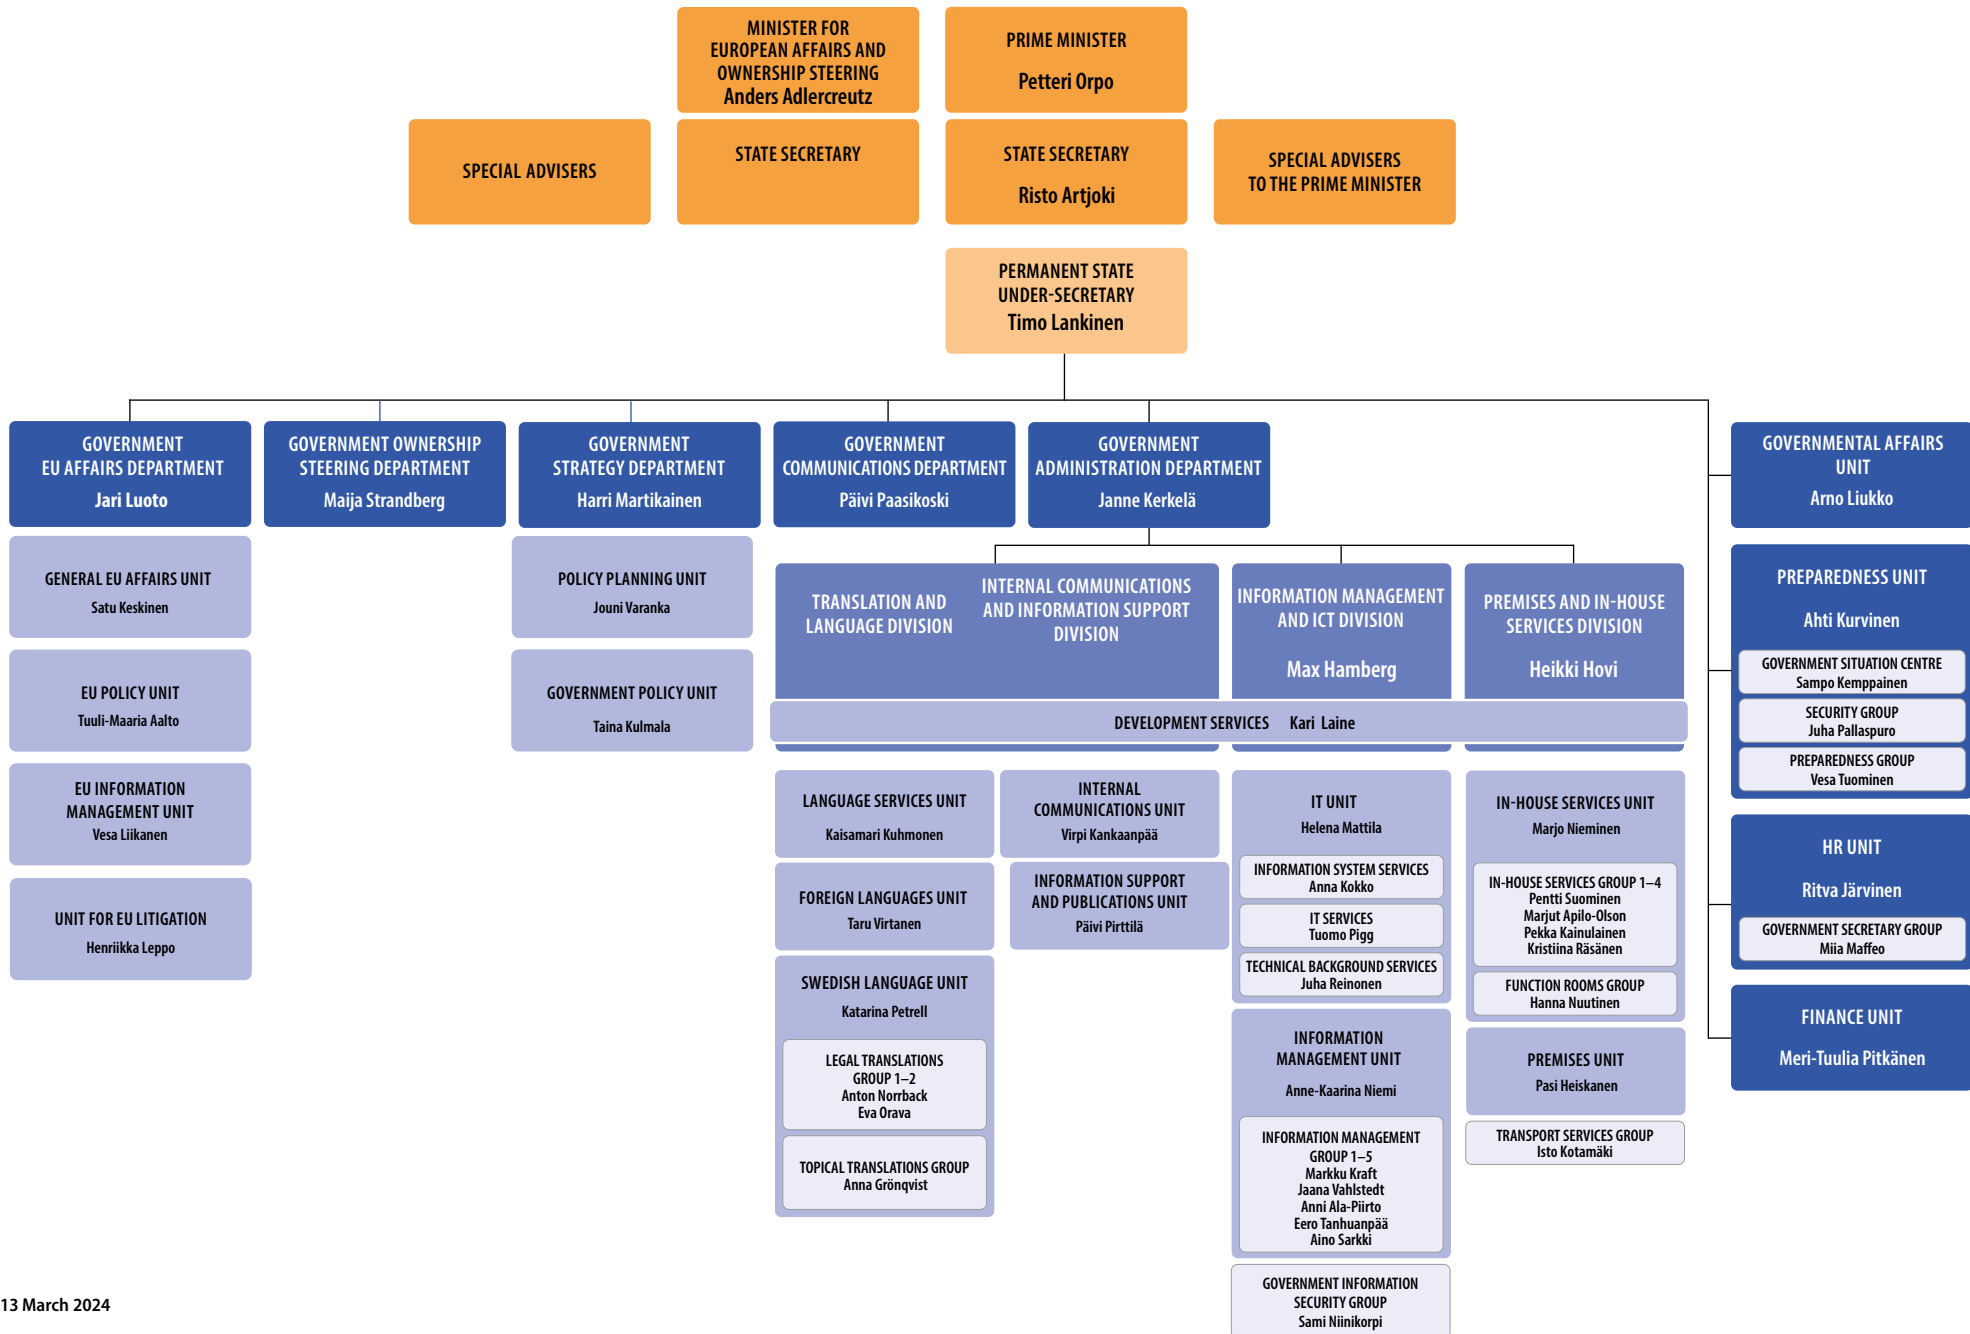 MINISTER FOR
EUROPEAN AFFAIRS AND
OWNERSHIP STEERING
Anders Adlercreutz
PRIME MINISTER
Petteri Orpo
SPECIAL ADVISERS
STATE SECRETARY
STATE SECRETARY
Risto Artjoki
SPECIAL ADVISERS
TO THE PRIME MINISTER
PERMANENT STATE
UNDER-SECRETARY
Timo Lankinen
GOVERNMENT
EU AFFAIRS DEPARTMENT
Jari Luoto
GOVERNMENT OWNERSHIP
STEERING DEPARTMENT
Maija Strandberg
GOVERNMENT
STRATEGY DEPARTMENT
Harri Martikainen
GOVERNMENT
COMMUNICATIONS DEPARTMENT
Päivi Paasikoski
GOVERNMENT
ADMINISTRATION DEPARTMENT
Janne Kerkelä
GOVERNMENTAL AFFAIRS
UNIT
Arno Liukko
GENERAL EU AFFAIRS UNIT
Satu Keskinen
EU POLICY UNIT
Tuuli-Maaria Aalto
EU INFORMATION
MANAGEMENT UNIT
Vesa Liikanen
UNIT FOR EU LITIGATION
Henriikka Leppo
POLICY PLANNING UNIT
Jouni Varanka
GOVERNMENT POLICY UNIT
Taina Kulmala
TRANSLATION AND
LANGUAGE DIVISION
INTERNAL COMMUNICATIONS
AND INFORMATION SUPPORT
DIVISION
INFORMATION MANAGEMENT
AND ICT DIVISION
Max Hamberg
PREMISES AND IN-HOUSE
SERVICES DIVISION
Heikki Hovi
DEVELOPMENT SERVICES Kari Laine
LANGUAGE SERVICES UNIT
Kaisamari Kuhmonen
FOREIGN LANGUAGES UNIT
Taru Virtanen
SWEDISH LANGUAGE UNIT
Katarina Petrell
LEGAL TRANSLATIONS
GROUP 1–2
Anton Norrback
Eva Orava
TOPICAL TRANSLATIONS GROUP
Anna Grönqvist
INTERNAL
COMMUNICATIONS UNIT
Virpi Kankaanpää
INFORMATION SUPPORT
AND PUBLICATIONS UNIT
Päivi Pirttilä
IT UNIT
Helena Mattila
INFORMATION SYSTEM SERVICES
Anna Kokko
IT SERVICES
Tuomo Pigg
TECHNICAL BACKGROUND SERVICES
Juha Reinonen
INFORMATION
MANAGEMENT UNIT
Anne-Kaarina Niemi
INFORMATION MANAGEMENT
GROUP 1–5
Markku Kraft
Jaana Vahlstedt
Anni Ala-Piirto
Eero Tanhuanpää
Aino Sarkki
GOVERNMENT INFORMATION
SECURITY GROUP
Sami Niinikorpi
IN-HOUSE SERVICES UNIT
Marjo Nieminen
IN-HOUSE SERVICES GROUP 1–4
Pentti Suominen
Marjut Apilo-Olson
Pekka Kainulainen
Kristiina Räsänen
FUNCTION ROOMS GROUP
Hanna Nuutinen
PREMISES UNIT
Pasi Heiskanen
TRANSPORT SERVICES GROUP
Isto Kotamäki
PREPAREDNESS UNIT
Ahti Kurvinen
GOVERNMENT SITUATION CENTRE
Sampo Kemppainen
SECURITY GROUP
Juha Pallaspuro
PREPAREDNESS GROUP
Vesa Tuominen
HR UNIT
Ritva Järvinen
GOVERNMENT SECRETARY GROUP
Miia Maffeo
FINANCE UNIT
Meri-Tuulia Pitkänen
13 March 2024